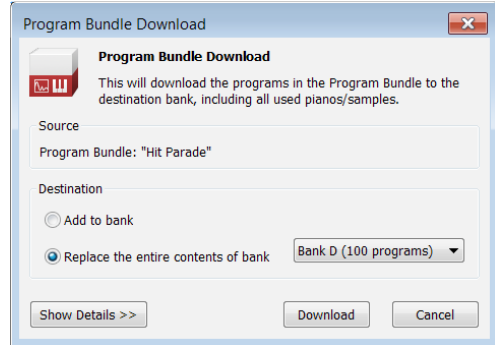 Program Bundle Download
Program Bundle Download
This will download the programs in the Program Bundle to the
destination bank, including all used pianos/samples.
Source
Program Bundle: "Hit Parade"
Destination
Add to bank
Replace the entire contents of bank Bank D (100 programs)
Show Details >> Download Cancel